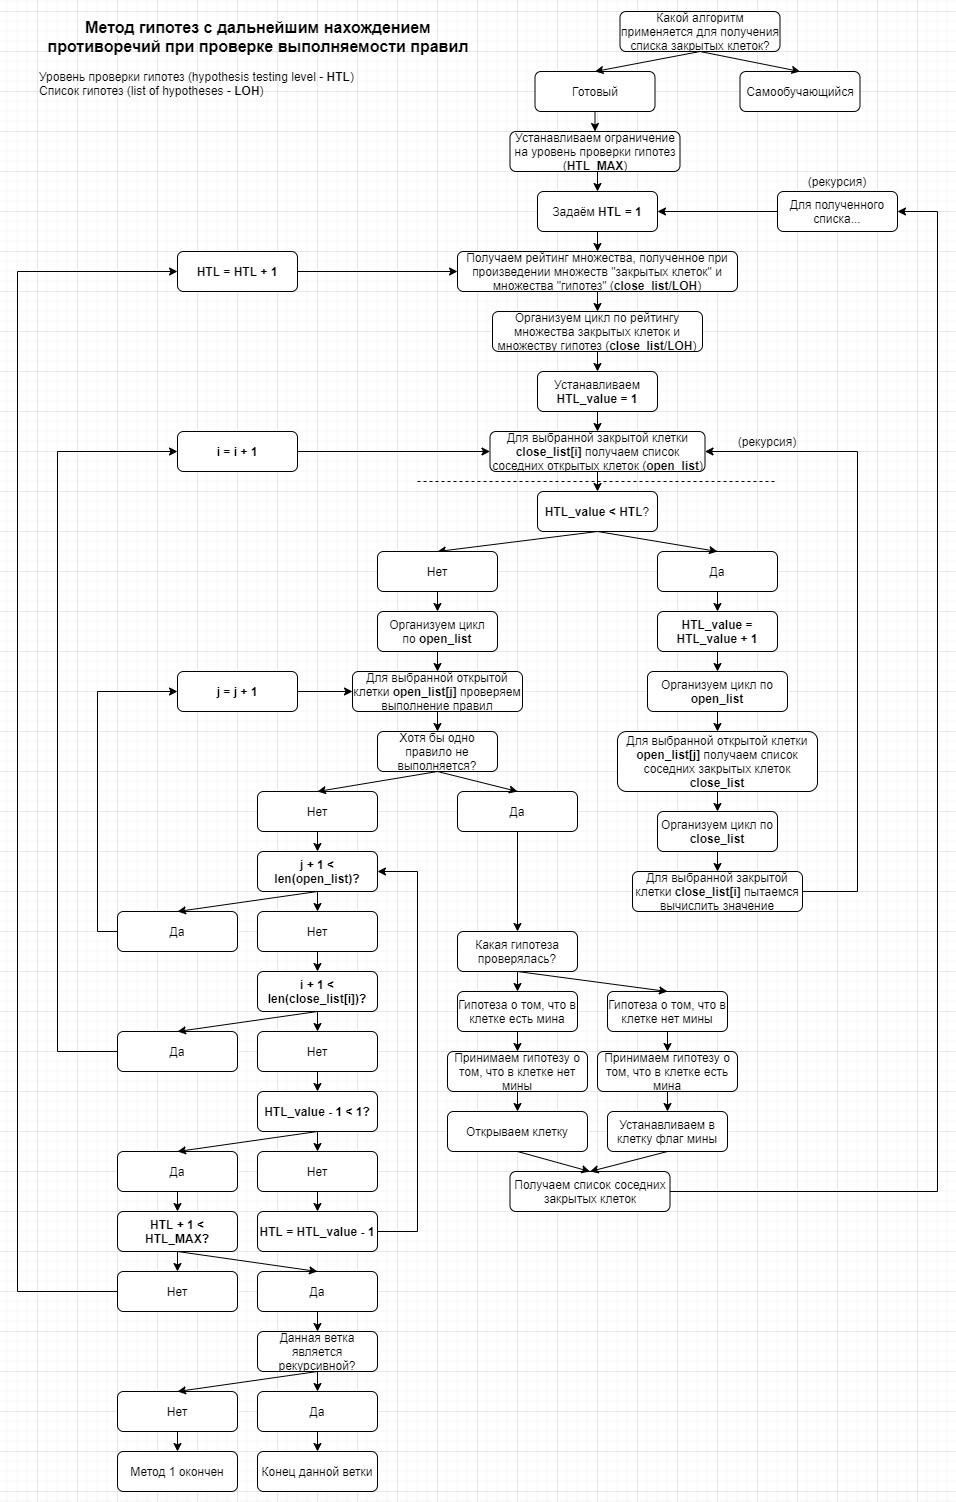 Метод гипотез с дальнейшим нахождением
противоречий при проверке выполняемости правил
Уровень проверки гипотез (hypothesis testing level - HTL)
Список гипотез (list of hypotheses - LOH)
Какой алгоритм
применяется для получения
списка закрытых клеток?
Готовый
Самообучающийся
Устанавливаем ограничение
на уровень проверки гипотез
(HTL_MAX)
(рекурсия)
Задаём HTL = 1
Для полученного
списка...
HTL = HTL + 1
Получаем рейтинг множества, полученное при
произведении множеств "закрытых клеток" и
множества "гипотез" (close_list/LOH)
Организуем цикл по рейтингу
множества закрытых клеток и
множеству гипотез (close_list/LOH)
Устанавливаем
HTL_value = 1
i = i + 1
Для выбранной закрытой клетки
close_list[i] получаем список
соседних открытых клеток (open_list)
(рекурсия)
HTL_value < HTL?
Нет
Да
Организуем цикл
по open_list
HTL_value =
HTL_value + 1
j = j + 1
Для выбранной открытой
клетки open_list[j] проверяем
выполнение правил
Организуем цикл по
open_list
Хотя бы одно
правило не
выполняется?
Для выбранной открытой клетки
open_list[j] получаем список
соседних закрытых клеток
close_list
Нет
Да
Организуем цикл по
close_list
j + 1 <
len(open_list)?
Для выбранной закрытой
клетки close_list[i] пытаемся
вычислить значение
Да
Нет
Какая гипотеза
проверялась?
i + 1 <
len(close_list[i])?
Гипотеза о том, что в
клетке есть мина
Гипотеза о том, что в
клетке нет мины
Да
Нет
Принимаем гипотезу о
том, что в клетке нет
мины
Принимаем гипотезу о
том, что в клетке есть
мина
HTL_value - 1 < 1?
Открываем клетку
Устанавливаем в
клетку флаг мины
Да
Нет
Получаем список соседних
закрытых клеток
HTL + 1 <
HTL_MAX?
HTL = HTL_value - 1
Нет
Да
Данная ветка
является
рекурсивной?
Нет
Да
Метод 1 окончен
Конец данной ветки